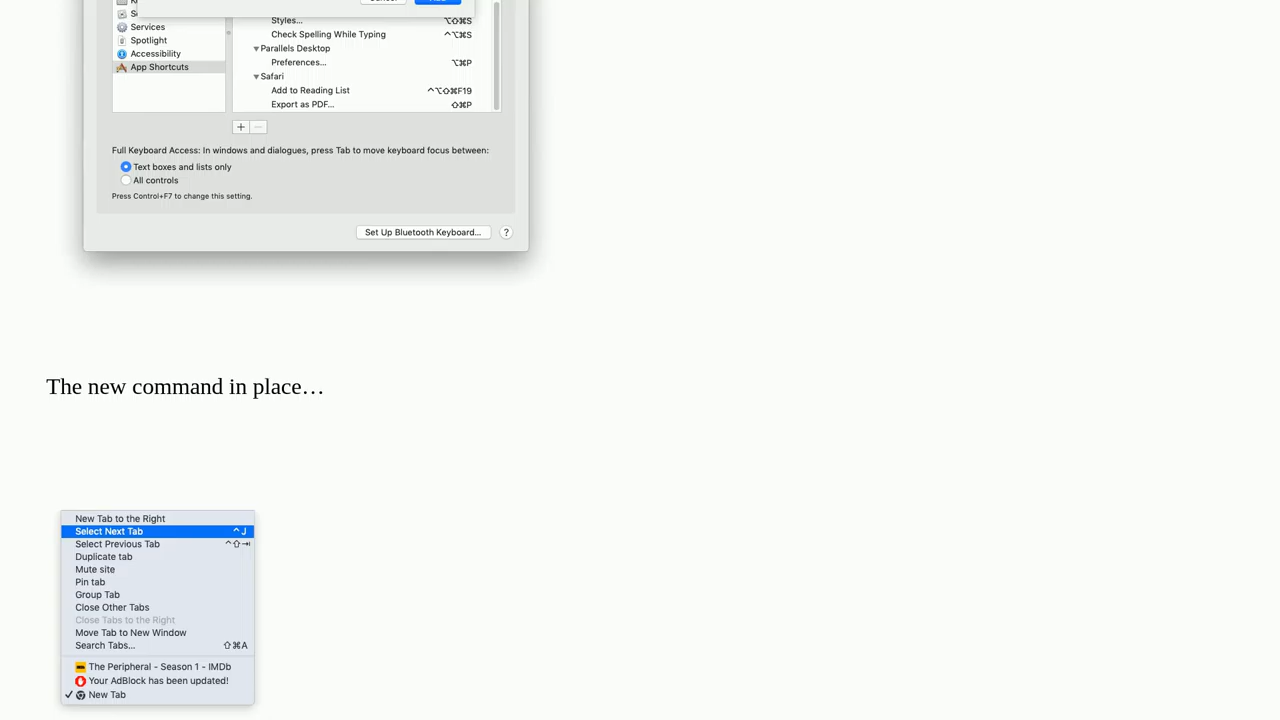 Styles... ⌥⇧⌘S
Services
Check Spelling While Typing ^⌥⌘S
Spotlight
Parallels Desktop
Accessibility
Preferences... ⌥⌘P
App Shortcuts
Safari
Add to Reading List ^⌥⇧⌘F19
Export as PDF... ⇧⌘P
+ −
Full Keyboard Access: In windows and dialogues, press Tab to move keyboard focus between:
Text boxes and lists only
All controls
Press Control+F7 to change this setting.
Set Up Bluetooth Keyboard... ?
The new command in place…
New Tab to the Right
Select Next Tab ^J
Select Previous Tab ^⇧⇥
Duplicate tab
Mute site
Pin tab
Group Tab
Close Other Tabs
Close Tabs to the Right
Move Tab to New Window
Search Tabs... ⇧⌘A
The Peripheral - Season 1 - IMDb
Your AdBlock has been updated!
✓ New Tab